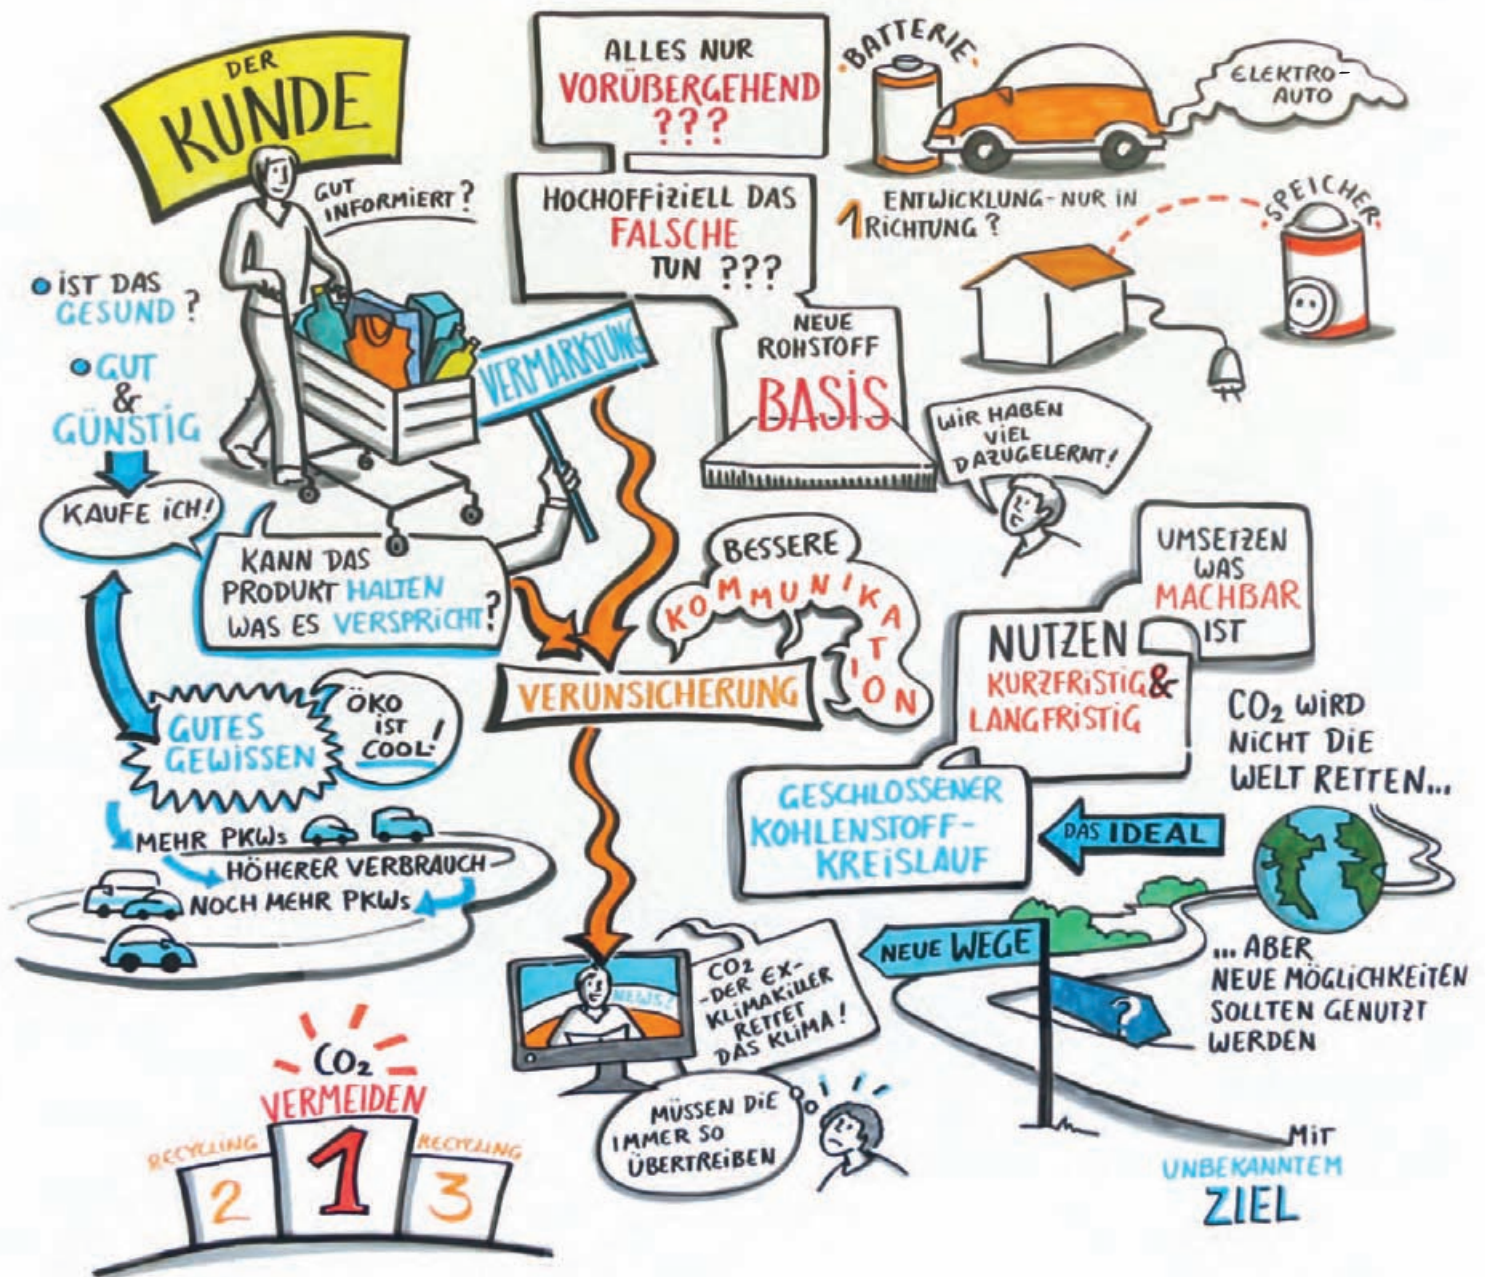 DER
KUNDE
GUT
INFORMIERT?
IST DAS
GESUND?
GUT
&
GÜNSTIG
KAUFE ICH!
KANN DAS
PRODUKT HALTEN
WAS ES VERSPRICHT?
VERMARKTUNG
GUTES
GEWISSEN
ÖKO
IST
COOL!
MEHR PKWs
HÖHERER VERBRAUCH
NOCH MEHR PKWs
CO2
VERMEIDEN
RECYCLING
RECYCLING
2
1
3
ALLES NUR
VORÜBERGEHEND
???
HOCHOFFIZIELL DAS
FALSCHE
TUN ???
NEUE
ROHSTOFF
BASIS
BATTERIE
ELEKTRO-
AUTO
1 ENTWICKLUNG - NUR IN
RICHTUNG?
SPEICHER
WIR HABEN
VIEL
DAZUGELERNT!
BESSERE
KOMMUNIKATION
VERUNSICHERUNG
UMSETZEN
WAS
MACHBAR
IST
NUTZEN
KURZFRISTIG &
LANGFRISTIG
GESCHLOSSENER
KOHLENSTOFF-
KREISLAUF
DAS IDEAL
CO2 WIRD
NICHT DIE
WELT RETTEN...
... ABER
NEUE MÖGLICHKEITEN
SOLLTEN GENUTZT
WERDEN
NEUE WEGE
?
MIT
UNBEKANNTEM
ZIEL
NEWS!
CO2
- DER EX-
KLIMAKILLER
RETTET
DAS KLIMA!
MÜSSEN DIE
IMMER SO
ÜBERTREIBEN